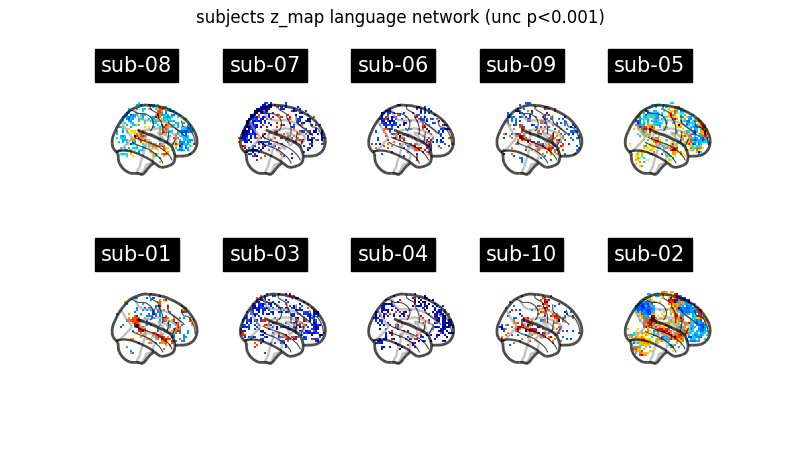 subjects z_map language network (unc p<0.001)
sub-08 sub-07 sub-06 sub-09 sub-05
sub-01 sub-03 sub-04 sub-10 sub-02